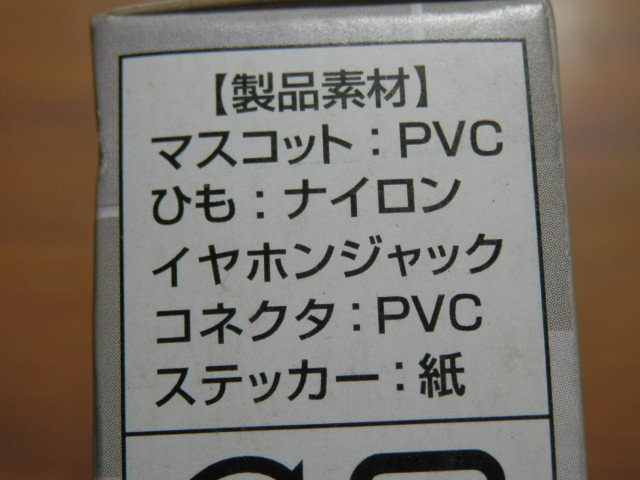 【製品素材】
マスコット：PVC
ひも：ナイロン
イヤホンジャック
コネクタ：PVC
ステッカー：紙